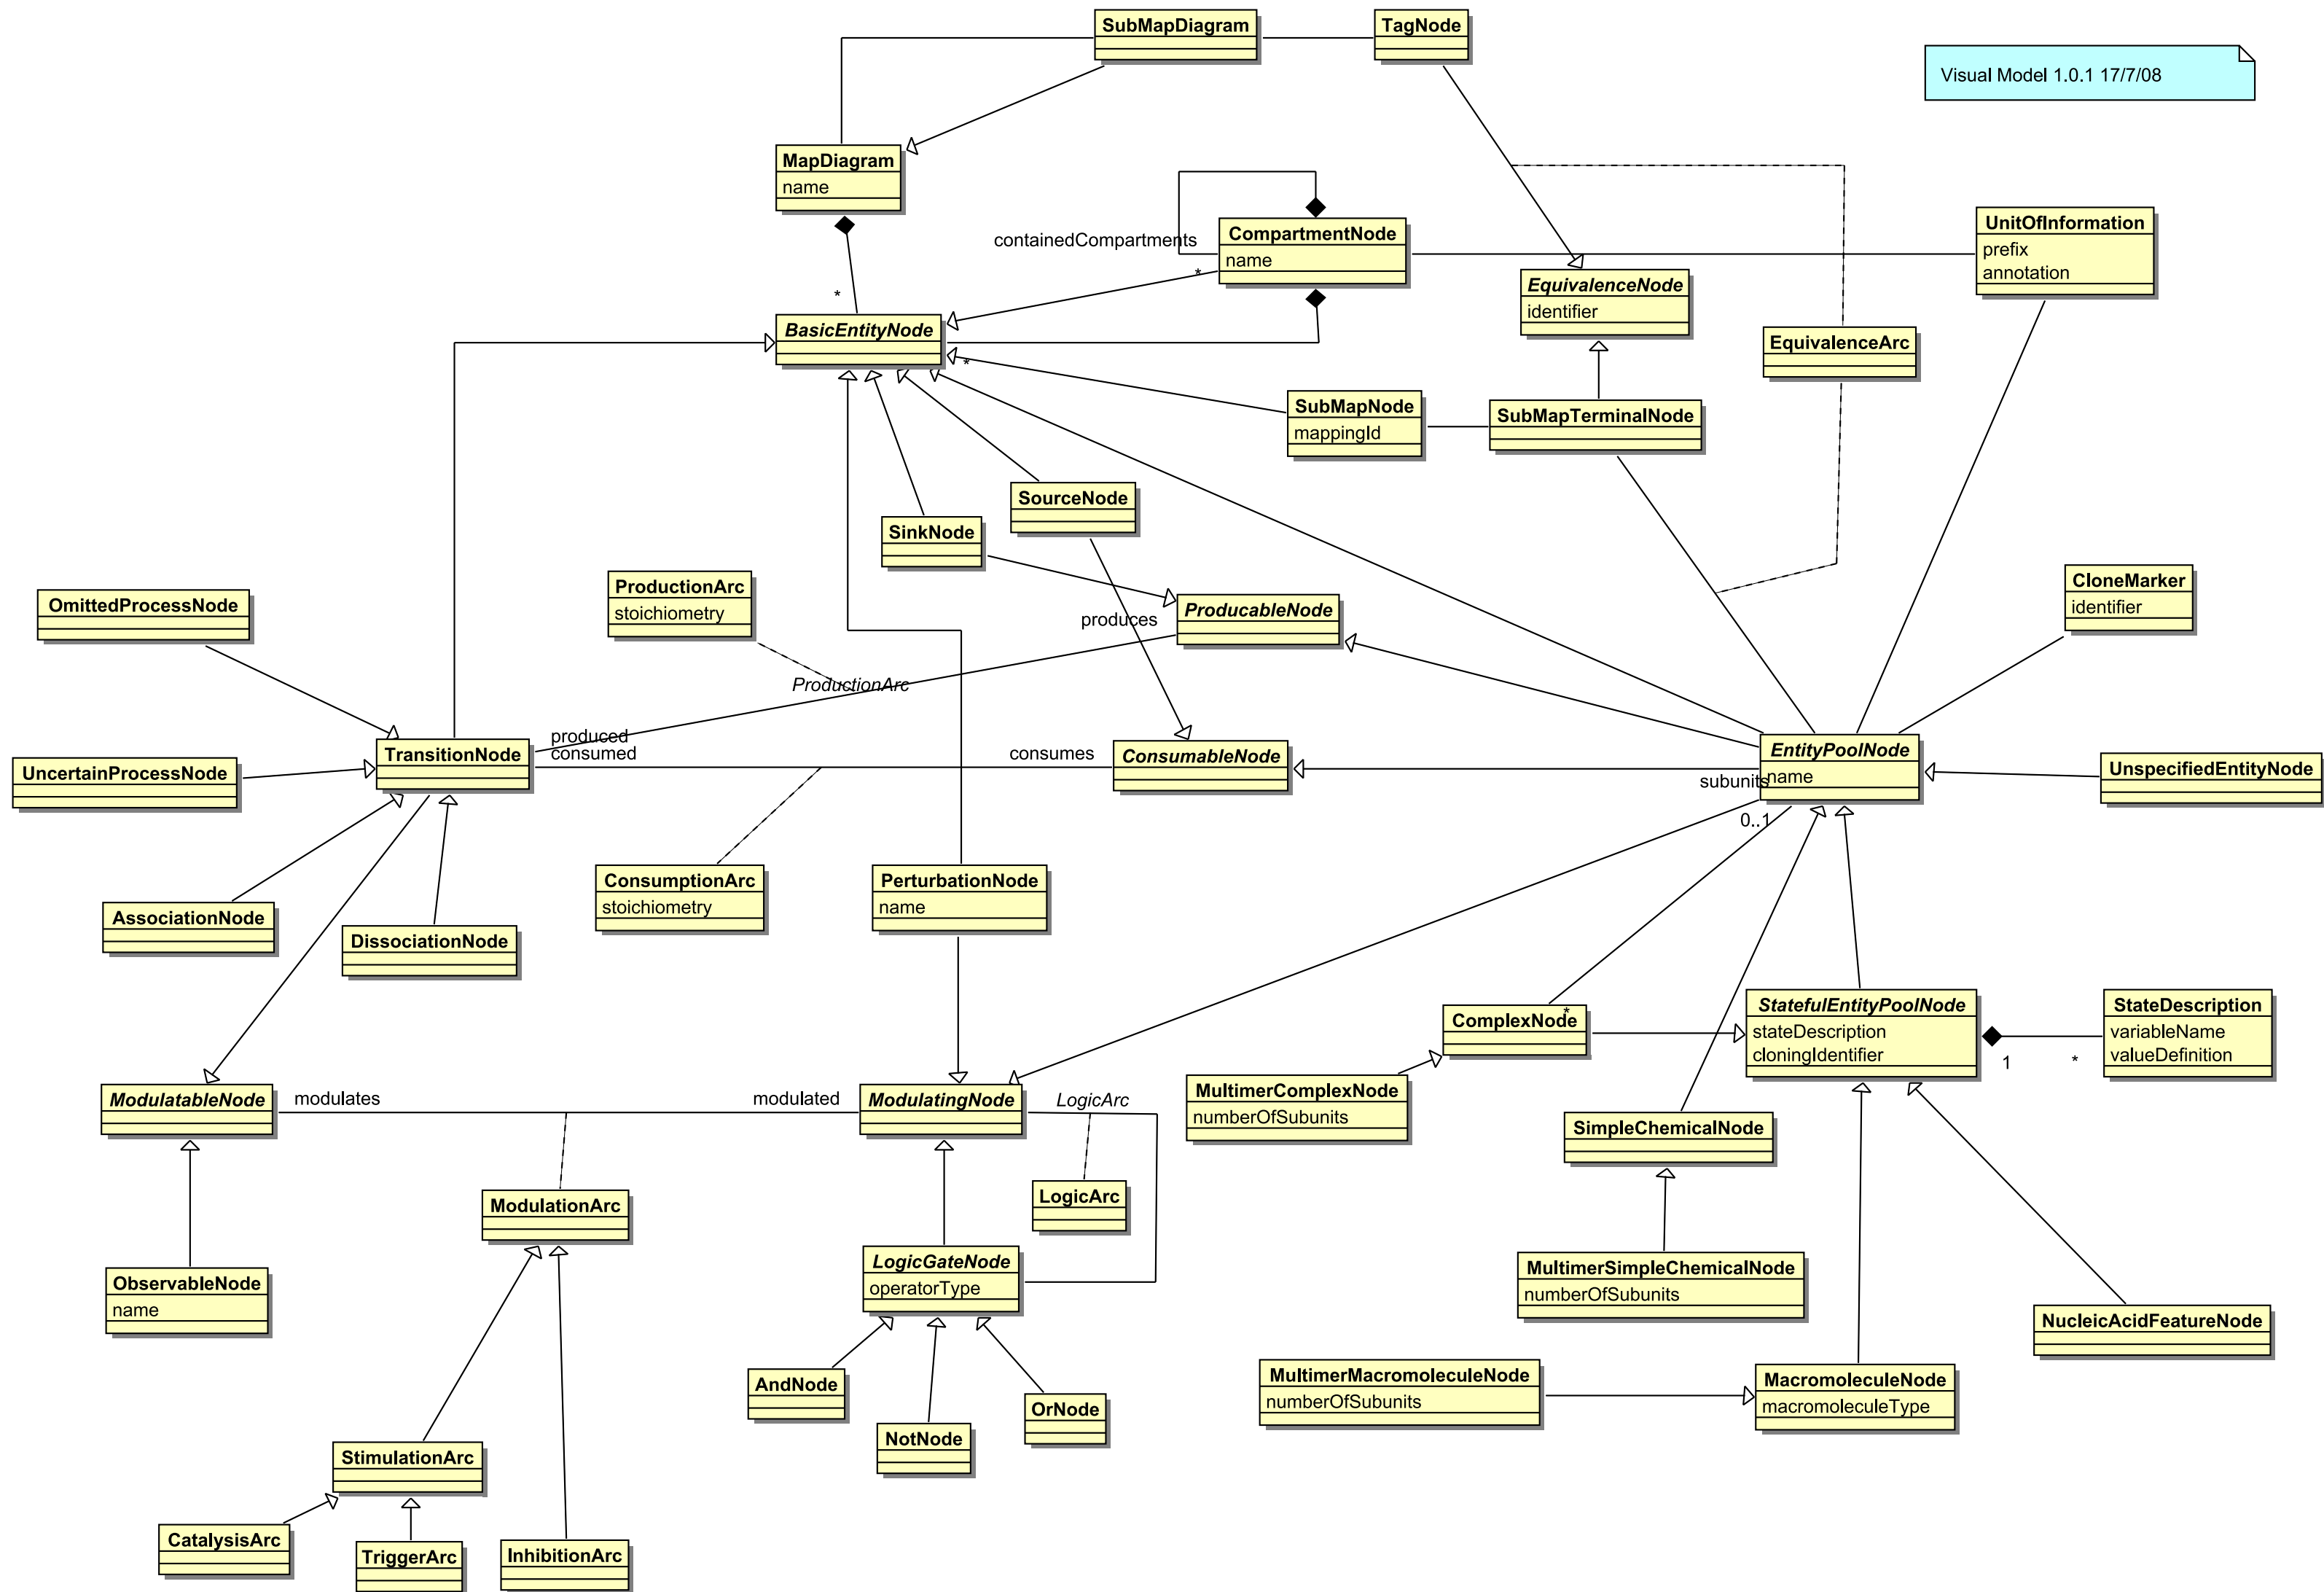 SubMapDiagram
TagNode
Visual Model 1.0.1 17/7/08
MapDiagram
name
containedCompartments
*
CompartmentNode
name
UnitOfInformation
prefix
annotation
EquivalenceNode
identifier
*
BasicEntityNode
*
EquivalenceArc
SubMapNode
mappingId
SubMapTerminalNode
SourceNode
SinkNode
OmittedProcessNode
ProductionArc
stoichiometry
produces
ProducableNode
CloneMarker
identifier
ProductionArc
TransitionNode
produced
consumed
consumes
ConsumableNode
EntityPoolNode
name
subunits
0..1
UncertainProcessNode
UnspecifiedEntityNode
AssociationNode
DissociationNode
ConsumptionArc
stoichiometry
PerturbationNode
name
ComplexNode
*
StatefulEntityPoolNode
stateDescription
cloningIdentifier
1
*
StateDescription
variableName
valueDefinition
ModulatableNode
modulates
modulated
ModulatingNode
LogicArc
MultimerComplexNode
numberOfSubunits
SimpleChemicalNode
ModulationArc
LogicArc
ObservableNode
name
LogicGateNode
operatorType
MultimerSimpleChemicalNode
numberOfSubunits
NucleicAcidFeatureNode
AndNode
NotNode
OrNode
MultimerMacromoleculeNode
numberOfSubunits
MacromoleculeNode
macromoleculeType
StimulationArc
CatalysisArc
TriggerArc
InhibitionArc